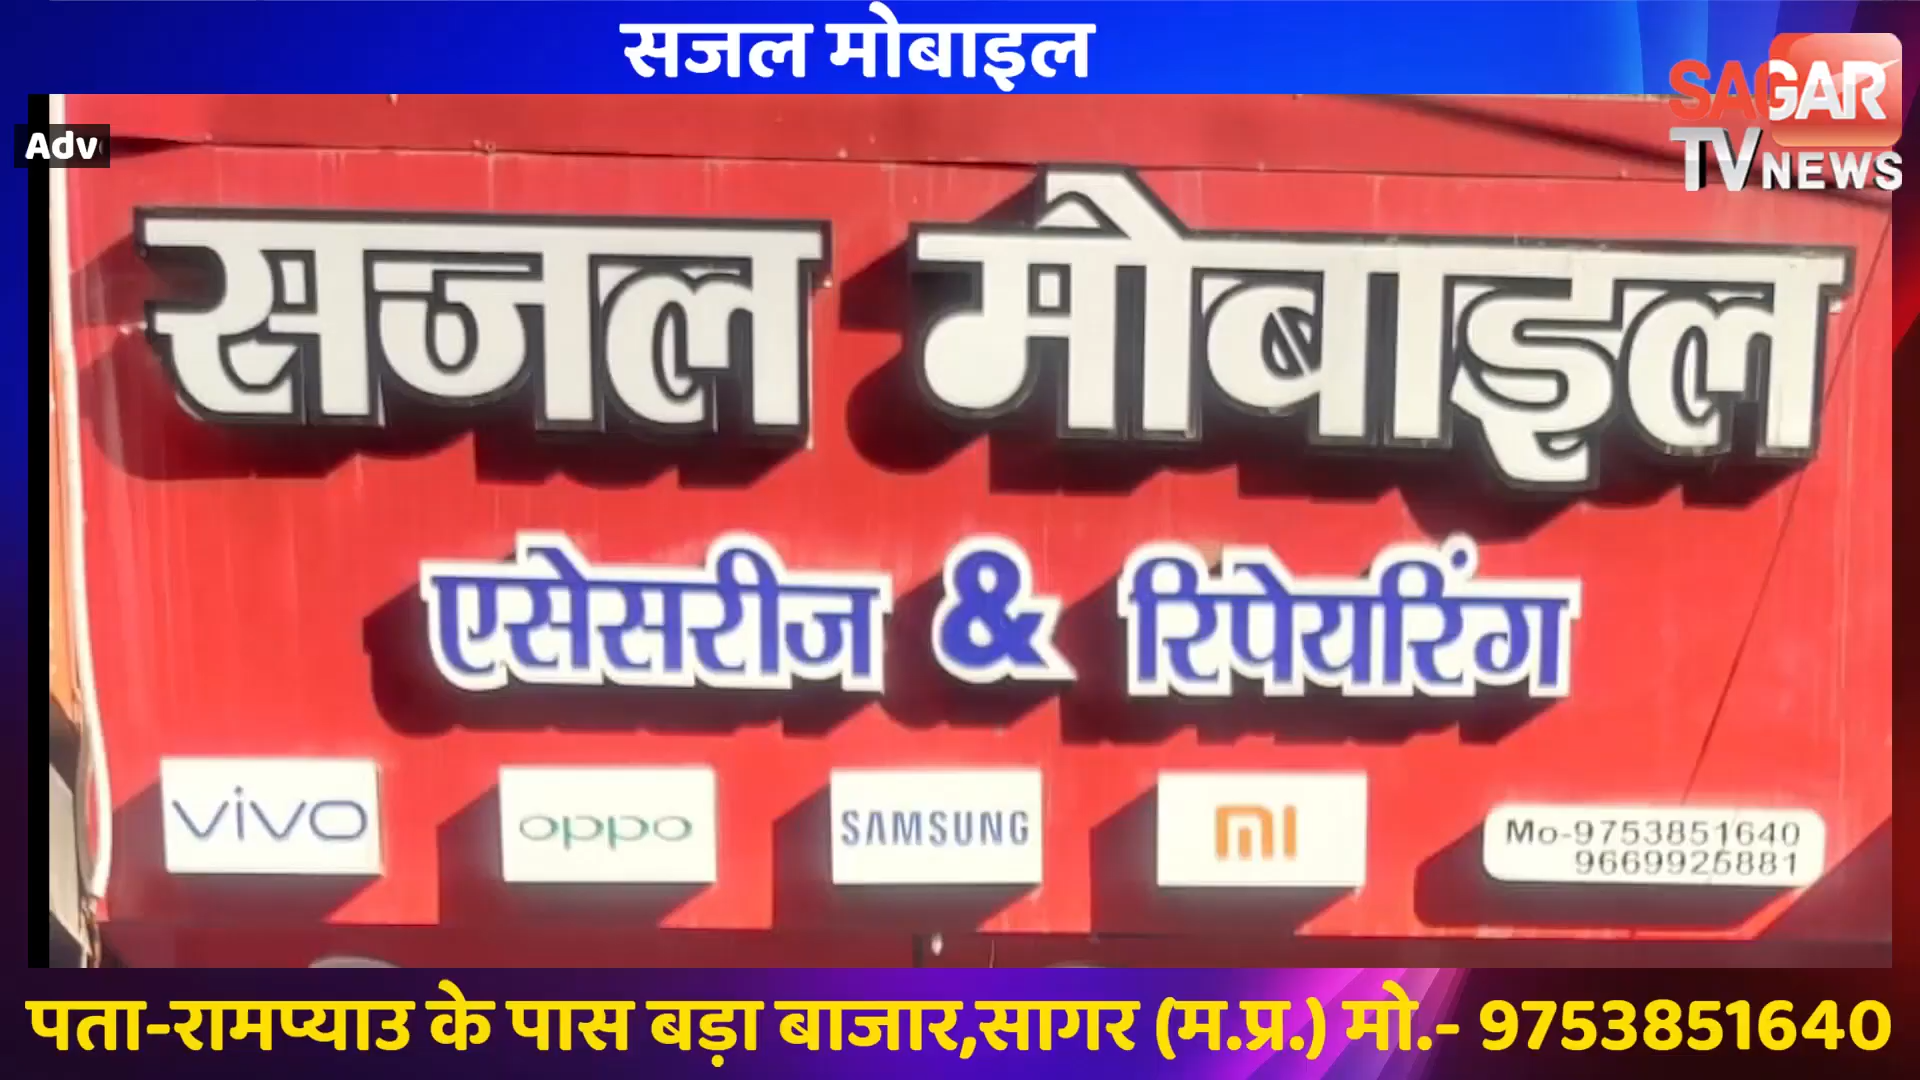 सजल मोबाइल
SAGAR
TV NEWS
Adv
सजल मोबाइल
एसेसरीज & रिपेयरिंग
vivo
oppo
SAMSUNG
mi
Mo-9753851640
9669925881
पता-रामप्याउ के पास बड़ा बाजार,सागर (म.प्र.) मो.- 9753851640